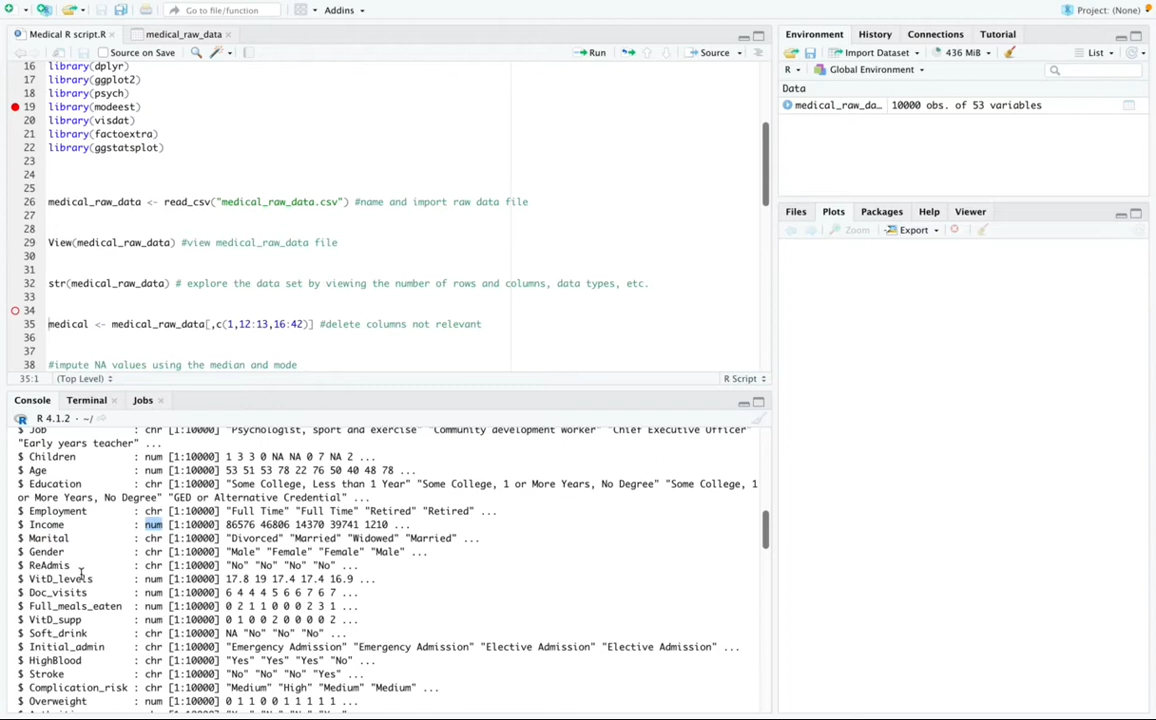 Go to file/function
Addins
Project: (None)
Medical R script.R
medical_raw_data
Source on Save
Run
Source
16 library(dplyr)
17 library(ggplot2)
18 library(psych)
19 library(modeest)
20 library(visdat)
21 library(factoextra)
22 library(ggstatsplot)
23
24
25
26 medical_raw_data <- read_csv("medical_raw_data.csv") #name and import raw data file
27
28
29 View(medical_raw_data) #view medical_raw_data file
30
31
32 str(medical_raw_data) # explore the data set by viewing the number of rows and columns, data types, etc.
33
34
35 medical <- medical_raw_data[,c(1,12:13,16:42)] #delete columns not relevant
36
37
38 #impute NA values using the median and mode
35:1 (Top Level) R Script
Console Terminal Jobs
R 4.1.2 · ~/
$ Job : chr [1:10000] "Psychologist, sport and exercise" "Community development worker" "Chief Executive Officer"
"Early years teacher" ...
$ Children : num [1:10000] 1 3 3 0 NA NA 0 7 NA 2 ...
$ Age : num [1:10000] 53 51 53 78 22 76 50 40 48 78 ...
$ Education : chr [1:10000] "Some College, Less than 1 Year" "Some College, 1 or More Years, No Degree" "Some College, 1
or More Years, No Degree" "GED or Alternative Credential" ...
$ Employment : chr [1:10000] "Full Time" "Full Time" "Retired" "Retired" ...
$ Income : num [1:10000] 86576 46806 14370 39741 1210 ...
$ Marital : chr [1:10000] "Divorced" "Married" "Widowed" "Married" ...
$ Gender : chr [1:10000] "Male" "Female" "Female" "Male" ...
$ ReAdmis : chr [1:10000] "No" "No" "No" "No" ...
$ VitD_levels : num [1:10000] 17.8 19 17.4 17.4 16.9 ...
$ Doc_visits : num [1:10000] 6 4 4 4 5 6 6 7 6 7 ...
$ Full_meals_eaten : num [1:10000] 0 2 1 1 0 0 0 2 3 1 ...
$ VitD_supp : num [1:10000] 0 1 0 0 2 0 0 0 0 2 ...
$ Soft_drink : chr [1:10000] NA "No" "No" "No" ...
$ Initial_admin : chr [1:10000] "Emergency Admission" "Emergency Admission" "Elective Admission" "Elective Admission" ...
$ HighBlood : chr [1:10000] "Yes" "Yes" "Yes" "No" ...
$ Stroke : chr [1:10000] "No" "No" "No" "Yes" ...
$ Complication_risk : chr [1:10000] "Medium" "High" "Medium" "Medium" ...
$ Overweight : num [1:10000] 0 1 1 0 0 1 1 1 1 1 ...
Environment History Connections Tutorial
Import Dataset 436 MiB List
R Global Environment
Data
medical_raw_da… 10000 obs. of 53 variables
Files Plots Packages Help Viewer
Zoom Export